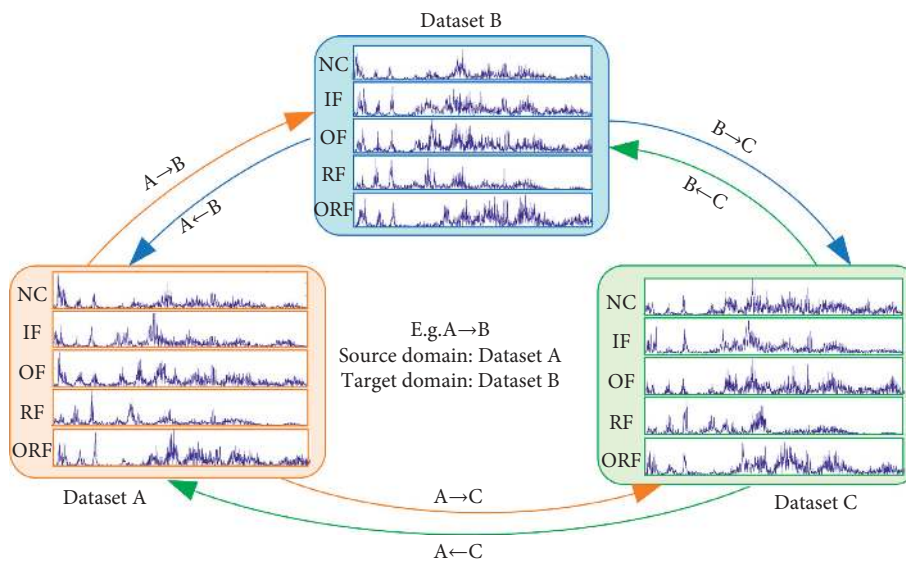 Dataset B
NC
IF
OF
RF
ORF
A→B
A←B
B→C
B←C
NC
IF
OF
RF
ORF
Dataset A
E.g.A→B
Source domain: Dataset A
Target domain: Dataset B
NC
IF
OF
RF
ORF
Dataset C
A→C
A←C